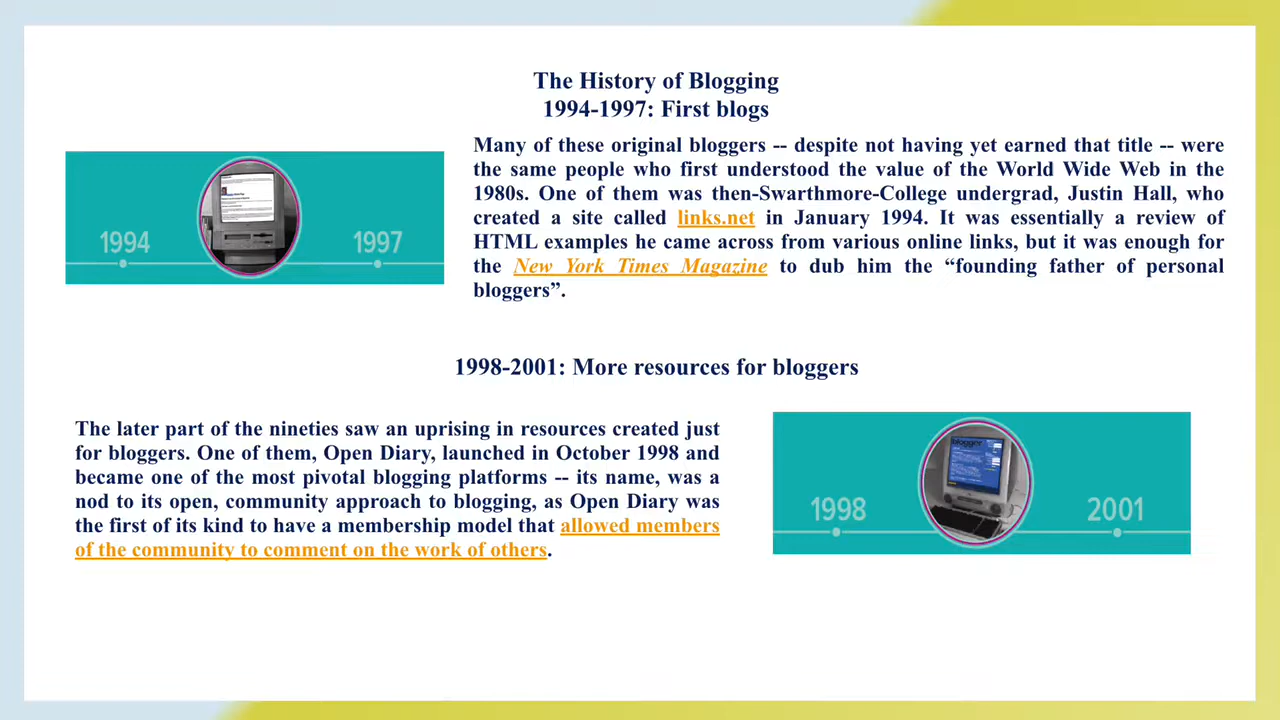 The History of Blogging
1994-1997: First blogs
Many of these original bloggers -- despite not having yet earned that title -- were
the same people who first understood the value of the World Wide Web in the
1980s. One of them was then-Swarthmore-College undergrad, Justin Hall, who
created a site called links.net in January 1994. It was essentially a review of
HTML examples he came across from various online links, but it was enough for
the New York Times Magazine to dub him the “founding father of personal
bloggers”.
1994
1997
1998-2001: More resources for bloggers
The later part of the nineties saw an uprising in resources created just
for bloggers. One of them, Open Diary, launched in October 1998 and
became one of the most pivotal blogging platforms -- its name, was a
nod to its open, community approach to blogging, as Open Diary was
the first of its kind to have a membership model that allowed members
of the community to comment on the work of others.
blogger
1998
2001